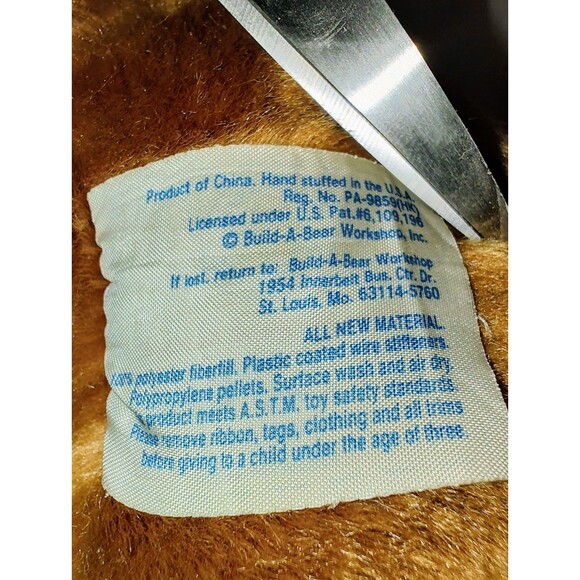 Product of China. Hand stuffed in the U.S.A.
Reg. No. PA-9859(HK)
Licensed under U.S. Pat.#6,109,196
© Build-A-Bear Workshop, Inc.
If lost, return to: Build-A-Bear Workshop
1954 Innerbelt Bus. Ctr. Dr.
St. Louis, Mo. 63114-5760
ALL NEW MATERIAL.
polyester fiberfill. Plastic coated wire stiffeners.
Polypropylene pellets. Surface wash and air dry.
product meets A.S.T.M. toy safety standards.
Please remove ribbon, tags, clothing and all trims
before giving to a child under the age of three.